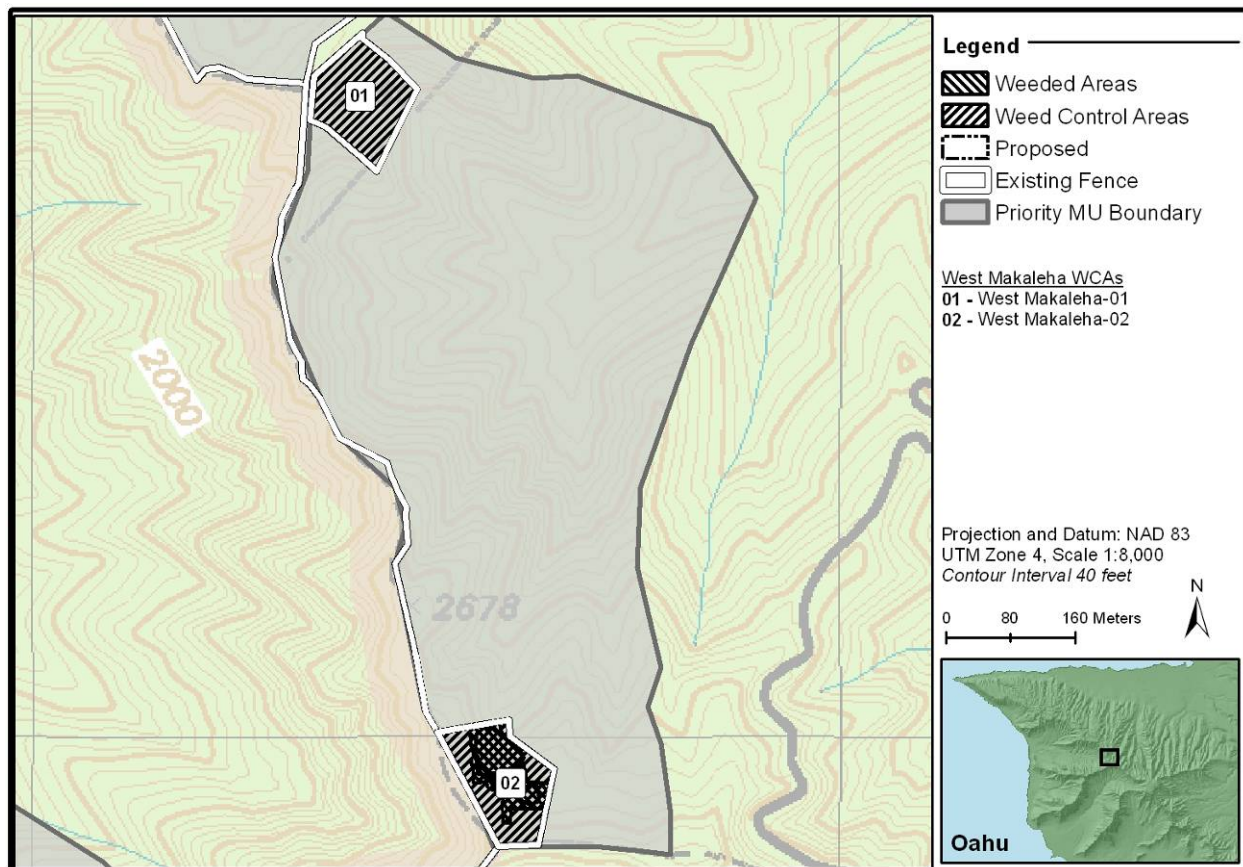 01
2000
2678
02
Legend
Weeded Areas
Weed Control Areas
Proposed
Existing Fence
Priority MU Boundary
West Makaleha WCAs
01 - West Makaleha-01
02 - West Makaleha-02
Projection and Datum: NAD 83
UTM Zone 4, Scale 1:8,000
Contour Interval 40 feet
N
0 80 160 Meters
Oahu